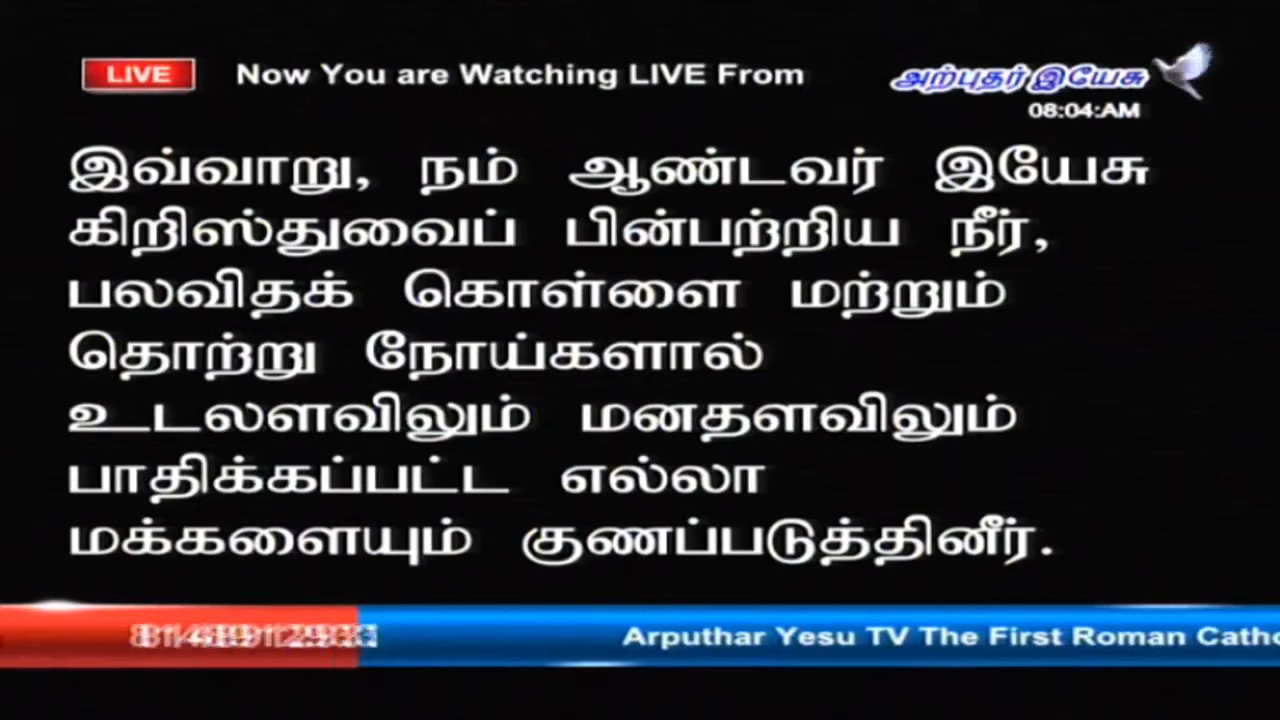 LIVE Now You are Watching LIVE From அற்புதர் இயேசு
08:04:AM
இவ்வாறு, நம் ஆண்டவர் இயேசு
கிறிஸ்துவைப் பின்பற்றிய நீர்,
பலவிதக் கொள்ளை மற்றும்
தொற்று நோய்களால்
உடலளவிலும் மனதளவிலும்
பாதிக்கப்பட்ட எல்லா
மக்களையும் குணப்படுத்தினீர்.
Arputhar Yesu TV The First Roman Catho